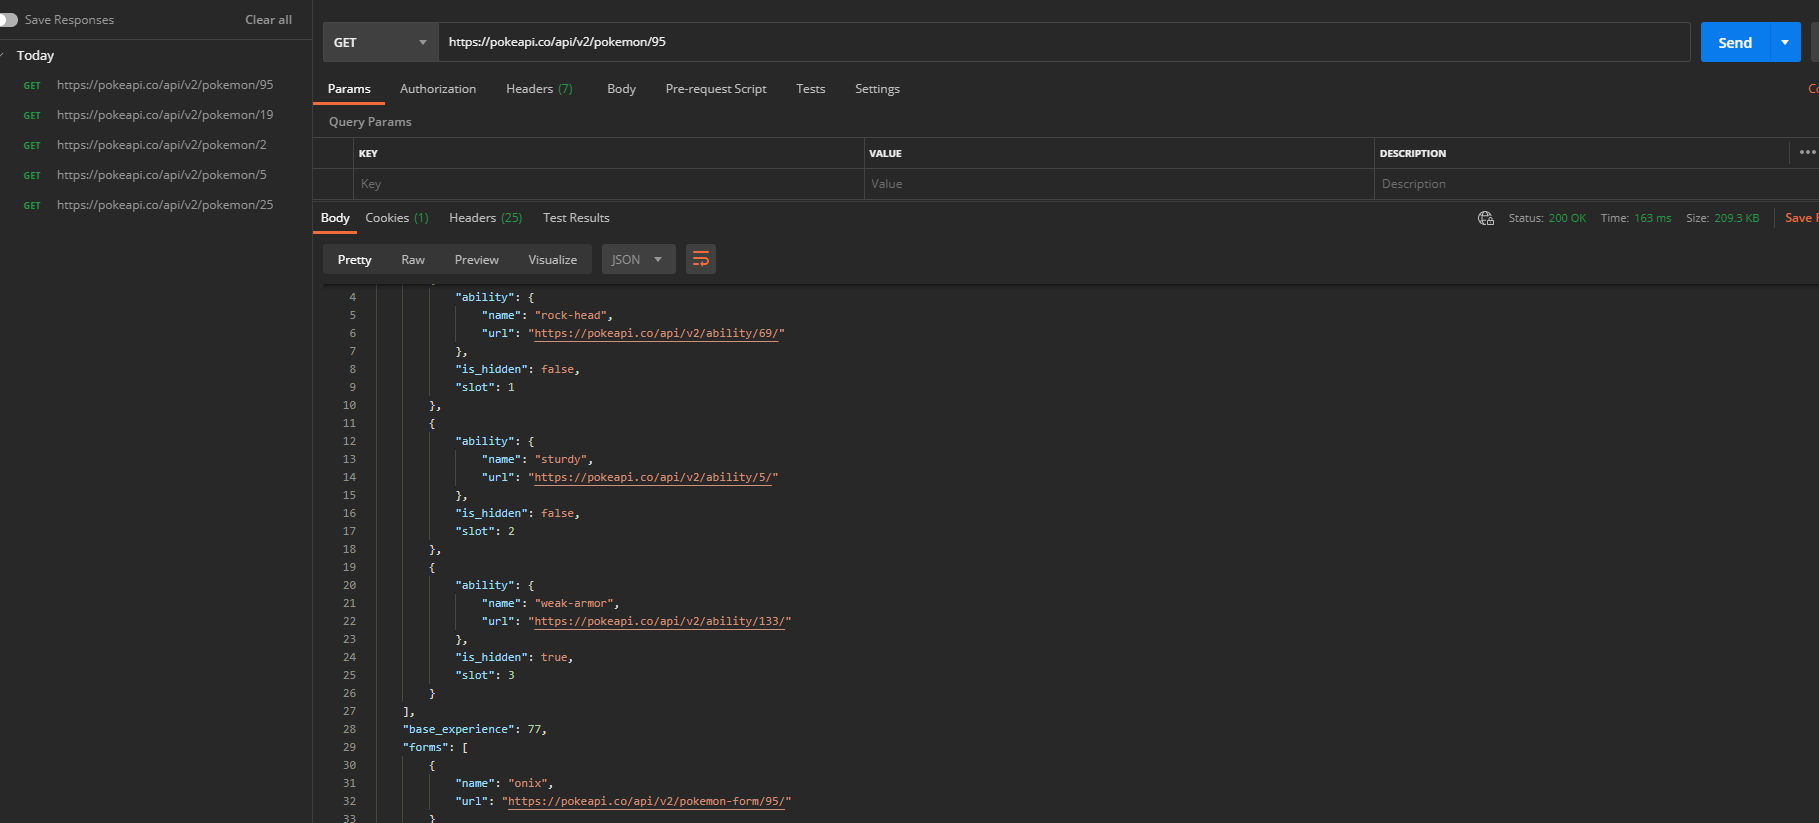 Save Responses
Clear all
Today
GET https://pokeapi.co/api/v2/pokemon/95
GET https://pokeapi.co/api/v2/pokemon/19
GET https://pokeapi.co/api/v2/pokemon/2
GET https://pokeapi.co/api/v2/pokemon/5
GET https://pokeapi.co/api/v2/pokemon/25
GET
https://pokeapi.co/api/v2/pokemon/95
Send
Params Authorization Headers (7) Body Pre-request Script Tests Settings
Query Params
KEY VALUE DESCRIPTION
Key Value Description
Body Cookies (1) Headers (25) Test Results
Status: 200 OK Time: 163 ms Size: 209.3 KB Save
Pretty Raw Preview Visualize JSON
4 "ability": {
5 "name": "rock-head",
6 "url": "https://pokeapi.co/api/v2/ability/69/"
7 },
8 "is_hidden": false,
9 "slot": 1
10 },
11 {
12 "ability": {
13 "name": "sturdy",
14 "url": "https://pokeapi.co/api/v2/ability/5/"
15 },
16 "is_hidden": false,
17 "slot": 2
18 },
19 {
20 "ability": {
21 "name": "weak-armor",
22 "url": "https://pokeapi.co/api/v2/ability/133/"
23 },
24 "is_hidden": true,
25 "slot": 3
26 }
27 ],
28 "base_experience": 77,
29 "forms": [
30 {
31 "name": "onix",
32 "url": "https://pokeapi.co/api/v2/pokemon-form/95/"
33 }